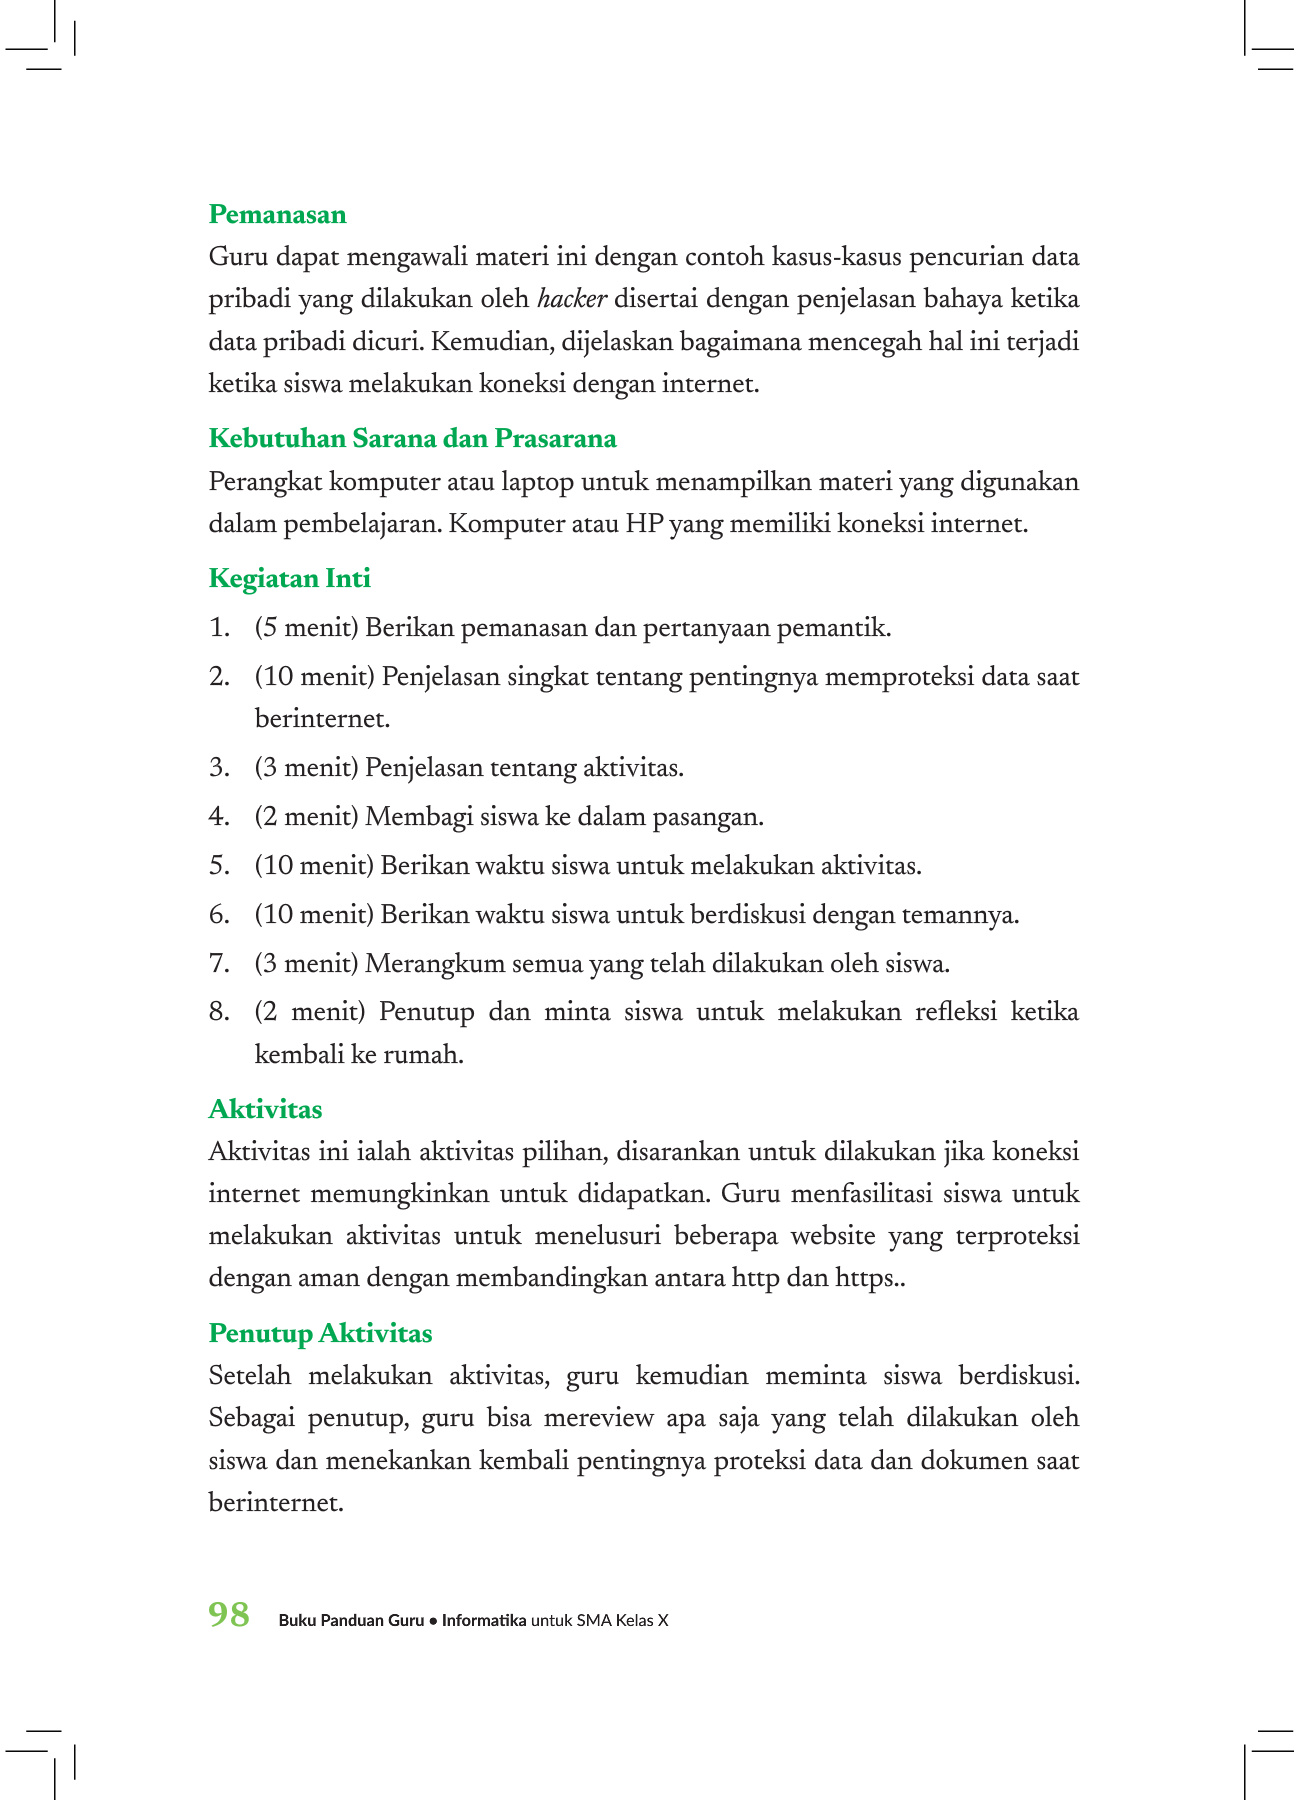 Pemanasan
Guru dapat mengawali materi ini dengan contoh kasus-kasus pencurian data
pribadi yang dilakukan oleh hacker disertai dengan penjelasan bahaya ketika
data pribadi dicuri. Kemudian, dijelaskan bagaimana mencegah hal ini terjadi
ketika siswa melakukan koneksi dengan internet.
Kebutuhan Sarana dan Prasarana
Perangkat komputer atau laptop untuk menampilkan materi yang digunakan
dalam pembelajaran. Komputer atau HP yang memiliki koneksi internet.
Kegiatan Inti
1. (5 menit) Berikan pemanasan dan pertanyaan pemantik.
2. (10 menit) Penjelasan singkat tentang pentingnya memproteksi data saat
berinternet.
3. (3 menit) Penjelasan tentang aktivitas.
4. (2 menit) Membagi siswa ke dalam pasangan.
5. (10 menit) Berikan waktu siswa untuk melakukan aktivitas.
6. (10 menit) Berikan waktu siswa untuk berdiskusi dengan temannya.
7. (3 menit) Merangkum semua yang telah dilakukan oleh siswa.
8. (2 menit) Penutup dan minta siswa untuk melakukan refleksi ketika
kembali ke rumah.
Aktivitas
Aktivitas ini ialah aktivitas pilihan, disarankan untuk dilakukan jika koneksi
internet memungkinkan untuk didapatkan. Guru menfasilitasi siswa untuk
melakukan aktivitas untuk menelusuri beberapa website yang terproteksi
dengan aman dengan membandingkan antara http dan https..
Penutup Aktivitas
Setelah melakukan aktivitas, guru kemudian meminta siswa berdiskusi.
Sebagai penutup, guru bisa mereview apa saja yang telah dilakukan oleh
siswa dan menekankan kembali pentingnya proteksi data dan dokumen saat
berinternet.
98 Buku Panduan Guru • Informatika untuk SMA Kelas X